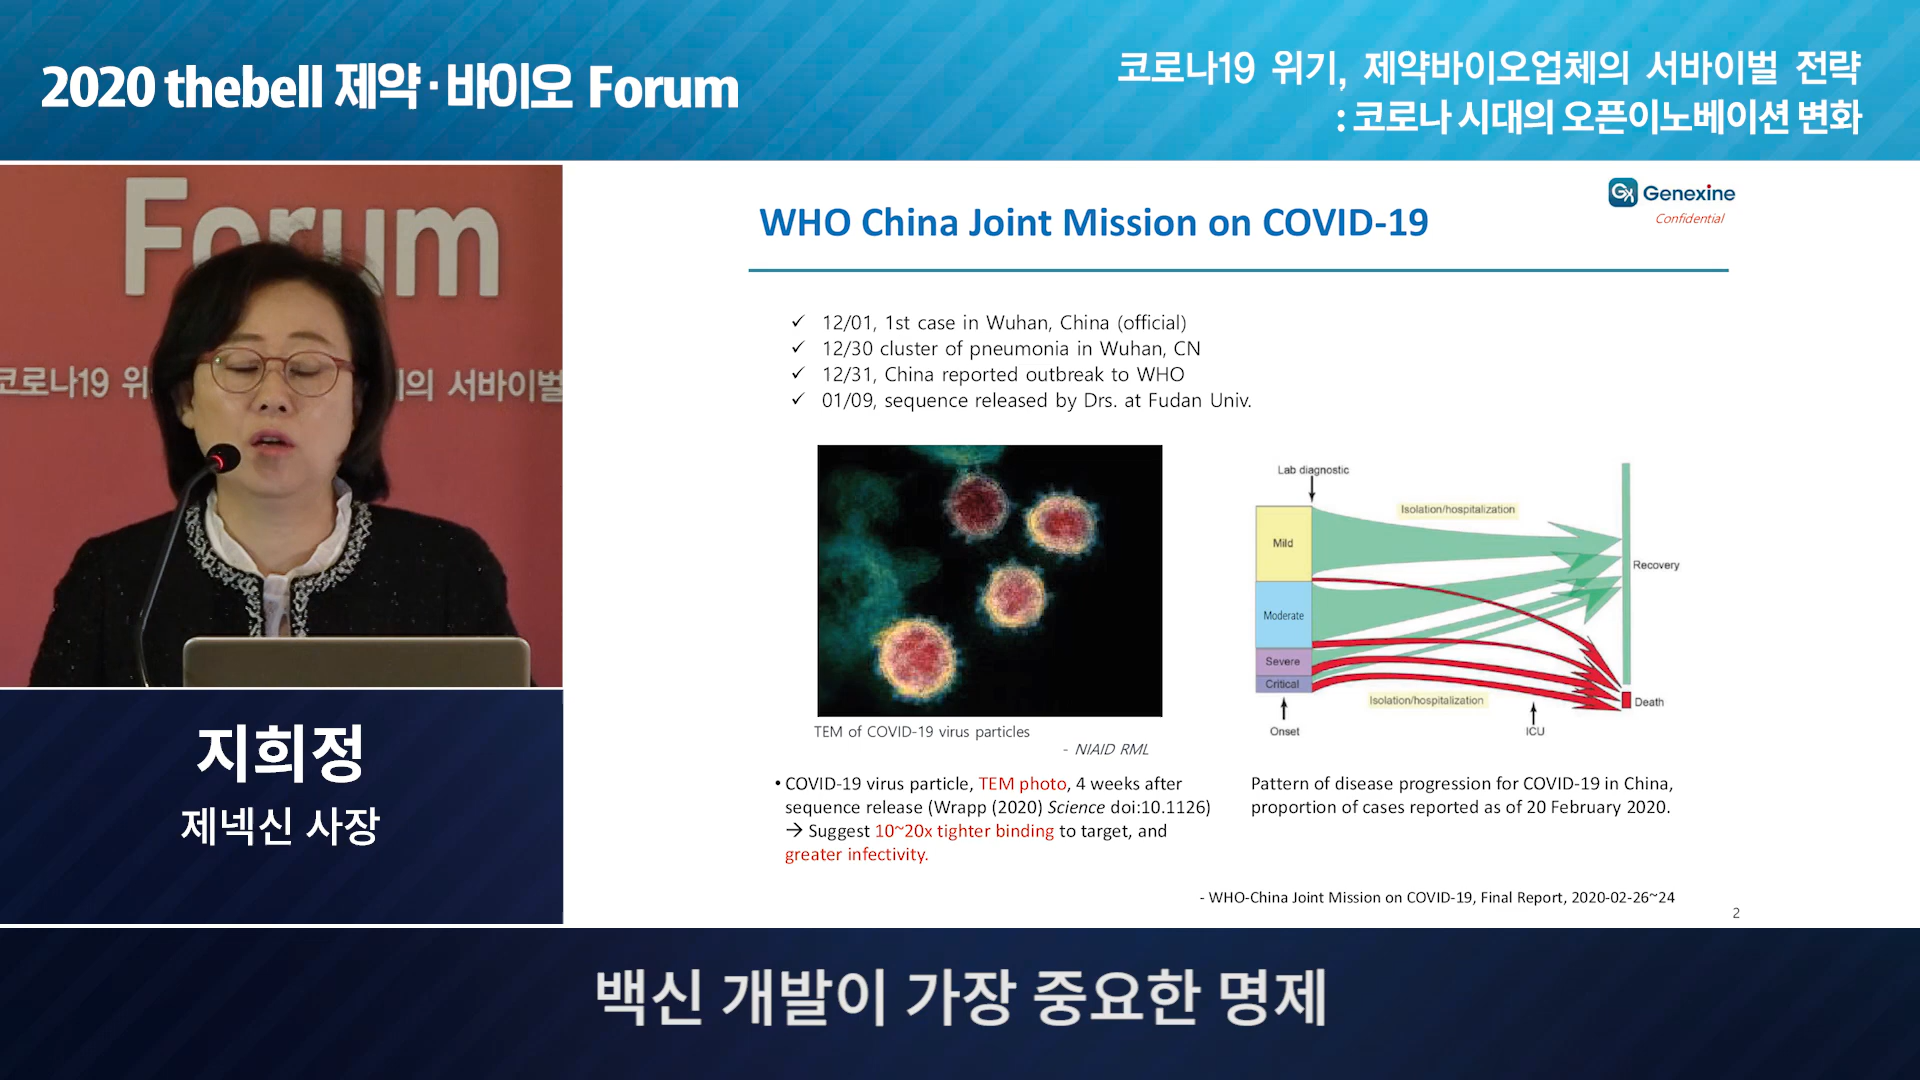 2020 thebell 제약·바이오 Forum
코로나19 위기, 제약바이오업체의 서바이벌 전략
: 코로나 시대의 오픈이노베이션 변화
Forum
코로나19 위
의 서바이벌
지희정
제넥신 사장
Genexine
Confidential
WHO China Joint Mission on COVID-19
✓ 12/01, 1st case in Wuhan, China (official)
✓ 12/30 cluster of pneumonia in Wuhan, CN
✓ 12/31, China reported outbreak to WHO
✓ 01/09, sequence released by Drs. at Fudan Univ.
TEM of COVID-19 virus particles
- NIAID RML
• COVID-19 virus particle, TEM photo, 4 weeks after
sequence release (Wrapp (2020) Science doi:10.1126)
→ Suggest 10~20x tighter binding to target, and
greater infectivity.
Lab diagnostic
Isolation/hospitalization
Mild
Recovery
Moderate
Severe
Critical
Isolation/hospitalization
Death
Onset
ICU
Pattern of disease progression for COVID-19 in China,
proportion of cases reported as of 20 February 2020.
- WHO-China Joint Mission on COVID-19, Final Report, 2020-02-26~24
2
백신 개발이 가장 중요한 명제